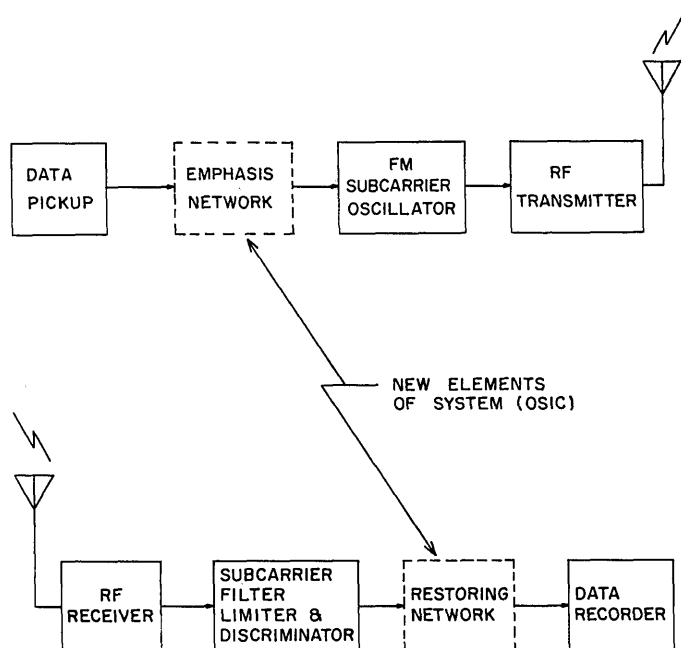 DATA
PICKUP
EMPHASIS
NETWORK
FM
SUBCARRIER
OSCILLATOR
RF
TRANSMITTER
NEW ELEMENTS
OF SYSTEM (OSIC)
RF
RECEIVER
SUBCARRIER
FILTER
LIMITER &
DISCRIMINATOR
RESTORING
NETWORK
DATA
RECORDER